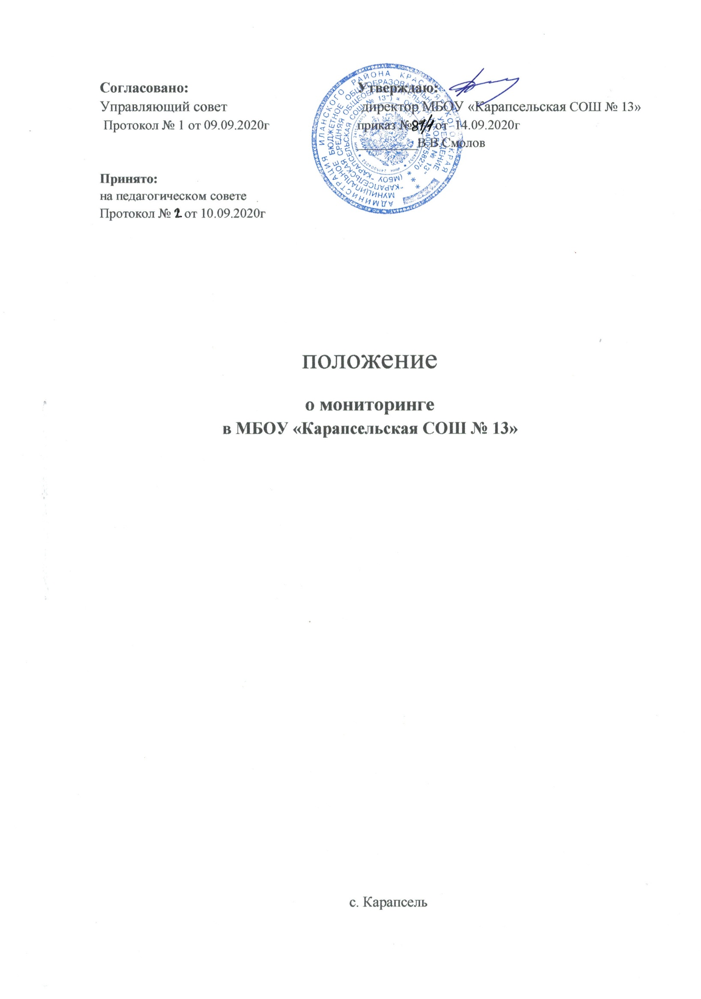 Согласовано:
Управляющий совет
Протокол № 1 от 09.09.2020г
Утверждаю:
директор МБОУ «Карапсельская СОШ № 13»
приказ № 81/1 от 14.09.2020г
В.В.Смолов
Принято:
на педагогическом совете
Протокол № 2 от 10.09.2020г
АДМИНИСТРАЦИЯ ИЛАНСКОГО РАЙОНА КРАСНОЯРСКОГО КРАЯ
МУНИЦИПАЛЬНОЕ БЮДЖЕТНОЕ ОБЩЕОБРАЗОВАТЕЛЬНОЕ УЧРЕЖДЕНИЕ
"КАРАПСЕЛЬСКАЯ СРЕДНЯЯ ОБЩЕОБРАЗОВАТЕЛЬНАЯ ШКОЛА № 13"
(МБОУ "КАРАПСЕЛЬСКАЯ СОШ № 13")
ИНН 2415004052
положение
о мониторинге
в МБОУ «Карапсельская СОШ № 13»
с. Карапсель